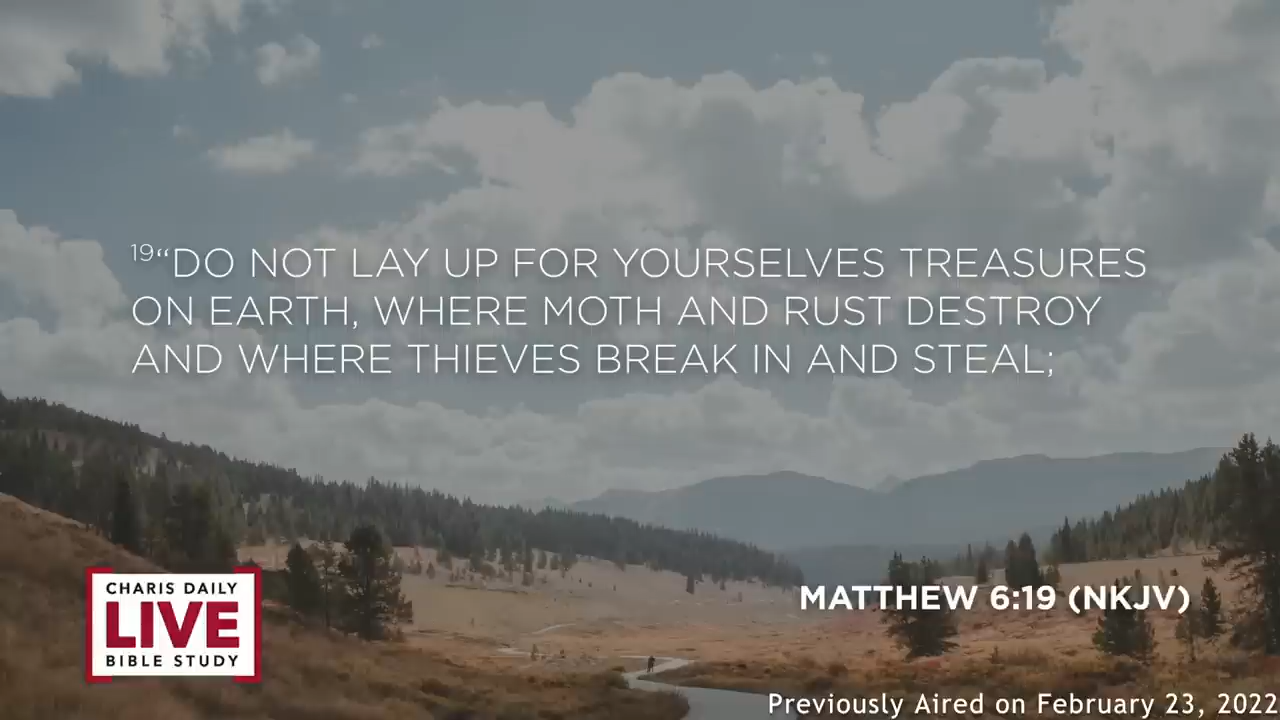 19“DO NOT LAY UP FOR YOURSELVES TREASURES
ON EARTH, WHERE MOTH AND RUST DESTROY
AND WHERE THIEVES BREAK IN AND STEAL;
MATTHEW 6:19 (NKJV)
CHARIS DAILY
LIVE
BIBLE STUDY
Previously Aired on February 23, 2022